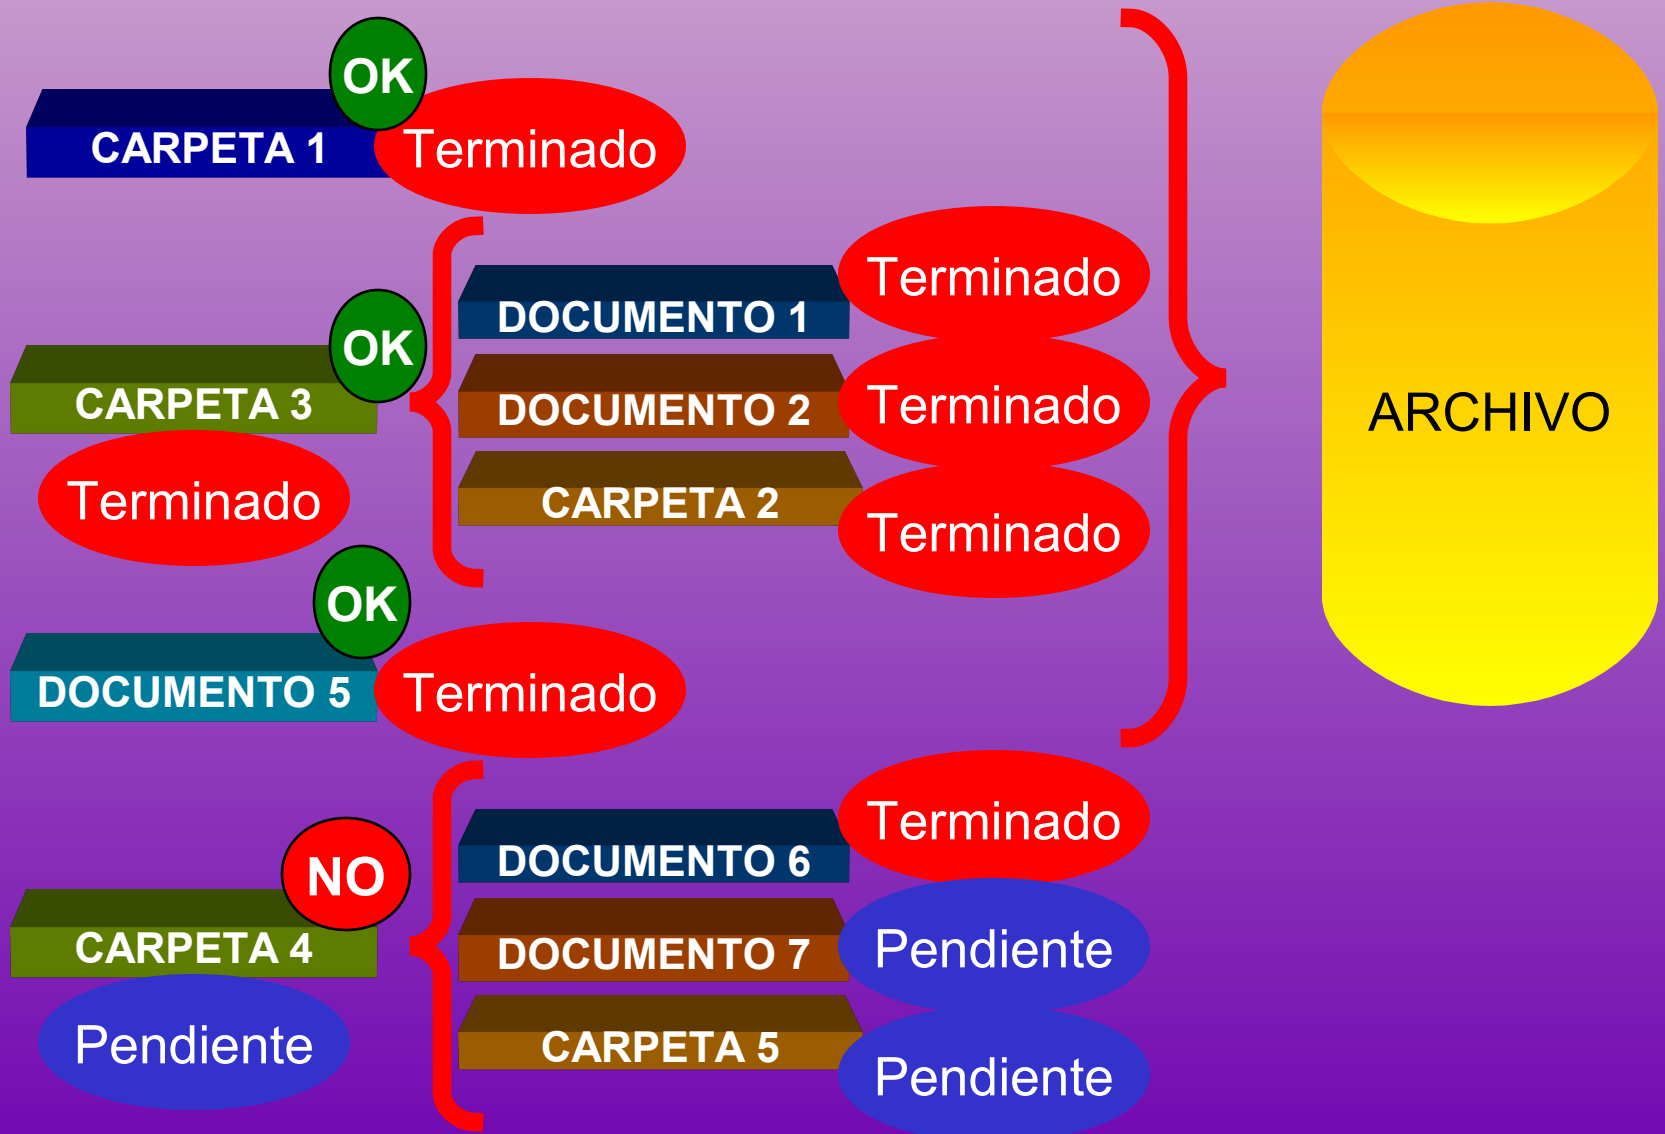 OK
CARPETA 1
Terminado
OK
CARPETA 3
Terminado
DOCUMENTO 1
Terminado
DOCUMENTO 2
Terminado
CARPETA 2
Terminado
OK
DOCUMENTO 5
Terminado
NO
CARPETA 4
Pendiente
DOCUMENTO 6
Terminado
DOCUMENTO 7
Pendiente
CARPETA 5
Pendiente
ARCHIVO